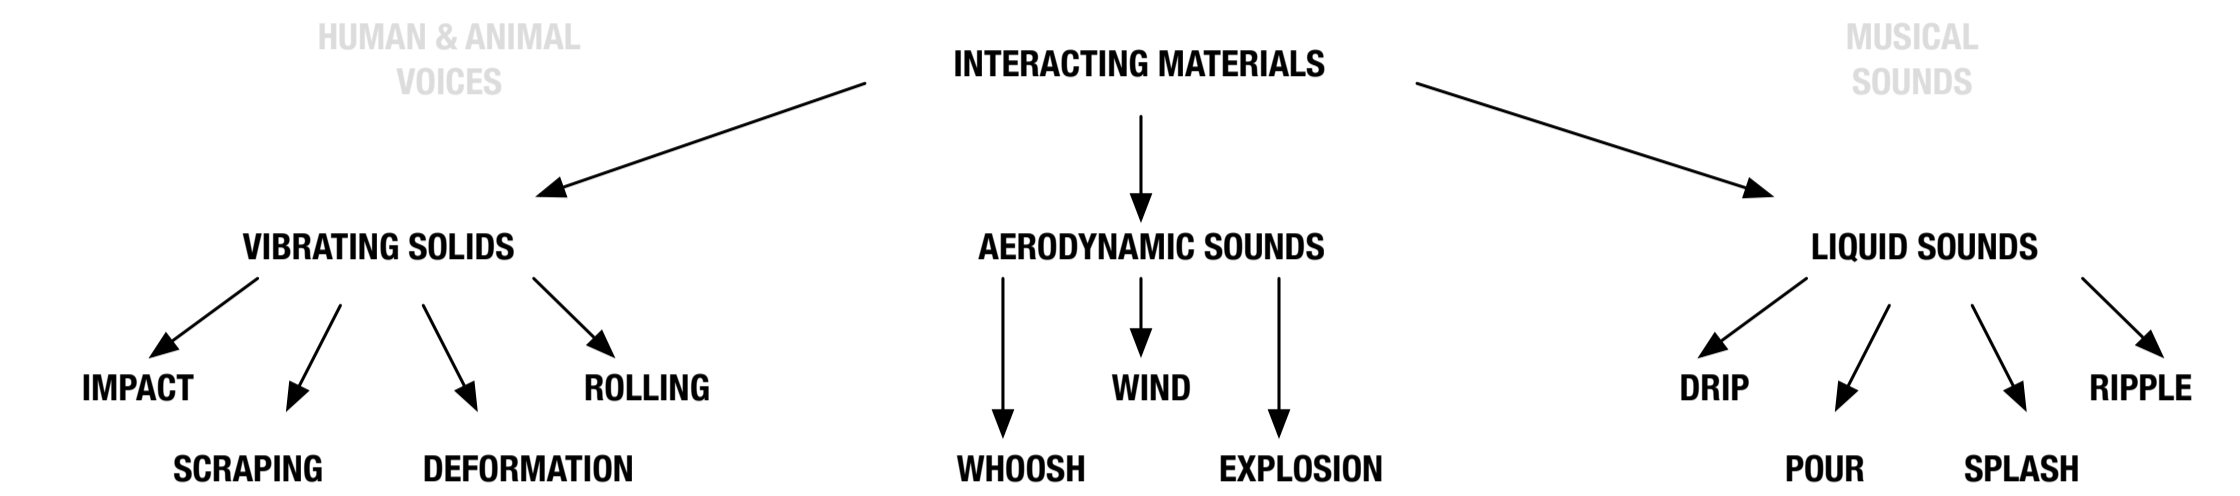 HUMAN & ANIMAL
VOICES
INTERACTING MATERIALS
MUSICAL
SOUNDS
VIBRATING SOLIDS
AERODYNAMIC SOUNDS
LIQUID SOUNDS
IMPACT
SCRAPING
DEFORMATION
ROLLING
WHOOSH
WIND
EXPLOSION
DRIP
POUR
SPLASH
RIPPLE